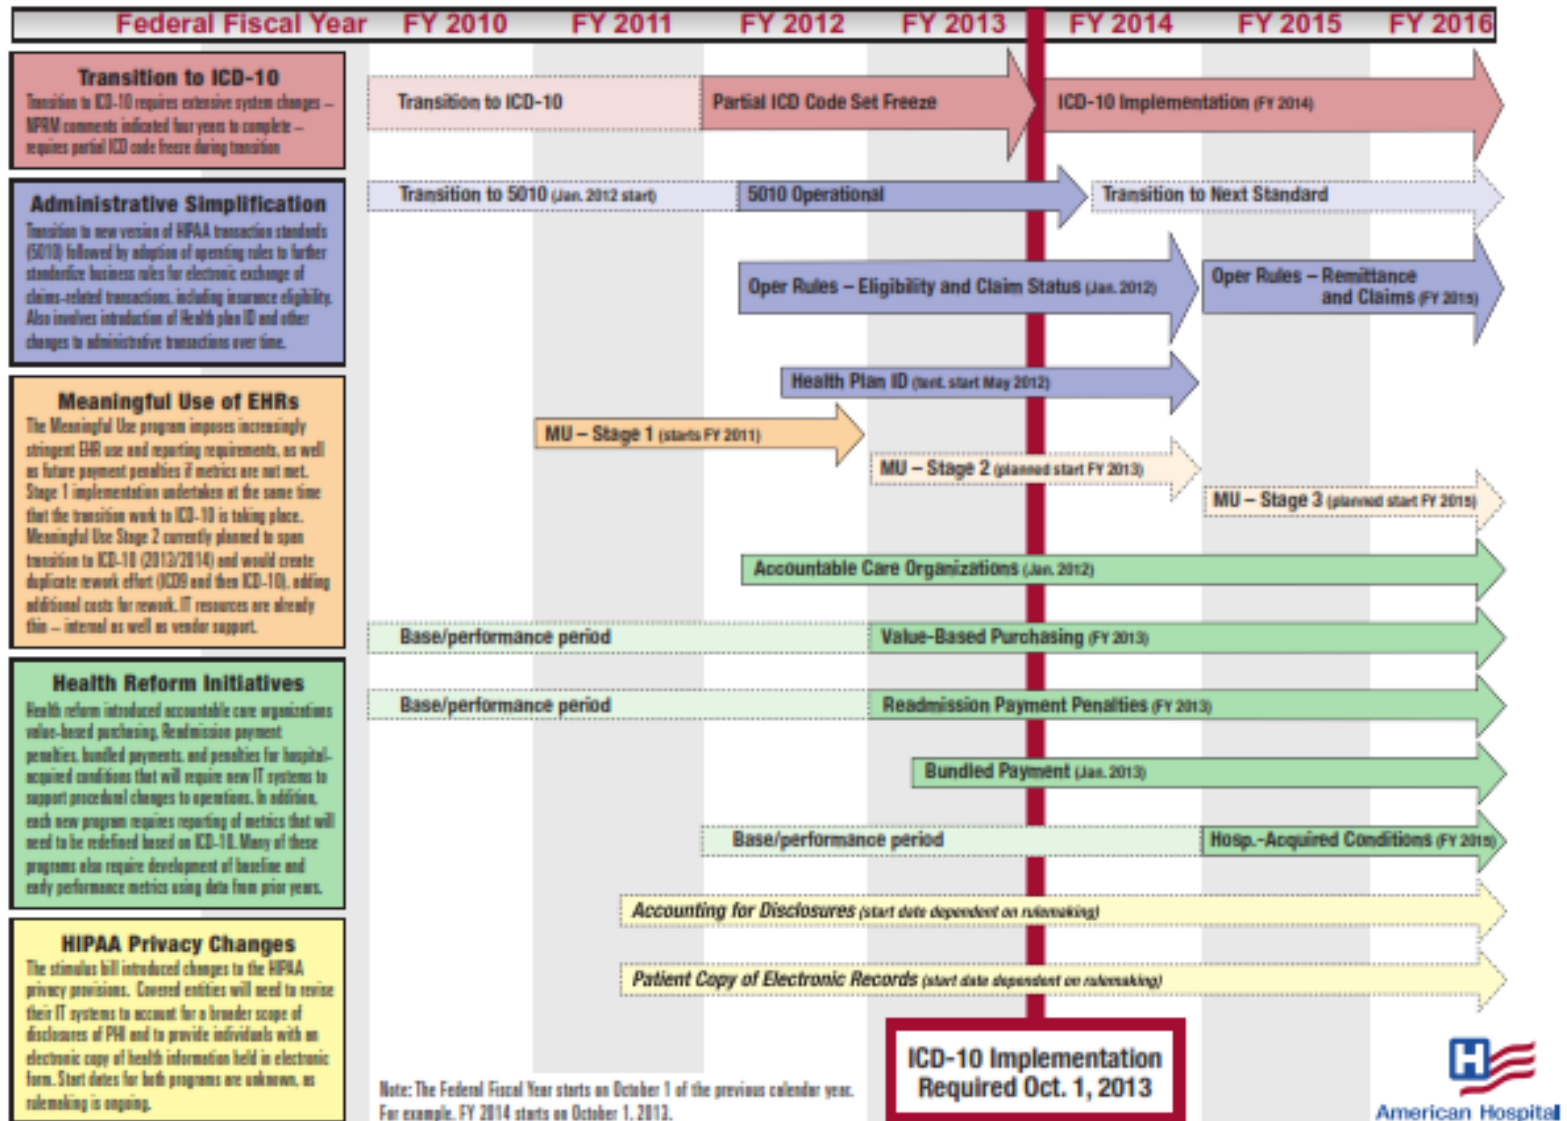 Federal Fiscal Year FY 2010 FY 2011 FY 2012 FY 2013 FY 2014 FY 2015 FY 2016
Transition to ICD-10
Transition to ICD-10 requires extensive system changes –
NPRM comments indicated four years to complete –
requires partial ICD code freeze during transition
Transition to ICD-10
Partial ICD Code Set Freeze
ICD-10 Implementation (FY 2014)
Administrative Simplification
Transition to new version of HIPAA transaction standards
(5010) followed by adoption of operating rules to further
standardize business rules for electronic exchange of
claims-related transactions, including insurance eligibility.
Also involves introduction of Health plan ID and other
changes to administrative transactions over time.
Transition to 5010 (Jan. 2012 start)
5010 Operational
Transition to Next Standard
Oper Rules – Eligibility and Claim Status (Jan. 2012)
Oper Rules – Remittance
and Claims (FY 2015)
Health Plan ID (tent. start May 2012)
Meaningful Use of EHRs
The Meaningful Use program imposes increasingly
stringent EHR use and reporting requirements, as well
as future payment penalties if metrics are not met.
Stage 1 implementation undertaken at the same time
that the transition work to ICD-10 is taking place.
Meaningful Use Stage 2 currently planned to span
transition to ICD-10 (2013/2014) and would create
duplicate rework effort (ICD9 and then ICD-10), adding
additional costs for rework. IT resources are already
thin – internal as well as vendor support.
MU – Stage 1 (starts FY 2011)
MU – Stage 2 (planned start FY 2013)
MU – Stage 3 (planned start FY 2015)
Accountable Care Organizations (Jan. 2012)
Base/performance period
Value-Based Purchasing (FY 2013)
Health Reform Initiatives
Health reform introduced accountable care organizations
value-based purchasing, Readmission payment
penalties, bundled payments, and penalties for hospital-
acquired conditions that will require new IT systems to
support procedural changes to operations. In addition,
each new program requires reporting of metrics that will
need to be redefined based on ICD-10. Many of these
programs also require development of baseline and
early performance metrics using data from prior years.
Base/performance period
Readmission Payment Penalties (FY 2013)
Bundled Payment (Jan. 2013)
Base/performance period
Hosp.-Acquired Conditions (FY 2015)
Accounting for Disclosures (start date dependent on rulemaking)
HIPAA Privacy Changes
The stimulus bill introduced changes to the HIPAA
privacy provisions. Covered entities will need to revise
their IT systems to account for a broader scope of
disclosures of PHI and to provide individuals with an
electronic copy of health information held in electronic
form. Start dates for both programs are unknown, as
rulemaking is ongoing.
Patient Copy of Electronic Records (start date dependent on rulemaking)
ICD-10 Implementation
Required Oct. 1, 2013
Note: The Federal Fiscal Year starts on October 1 of the previous calendar year.
For example, FY 2014 starts on October 1, 2013.
H
American Hospital